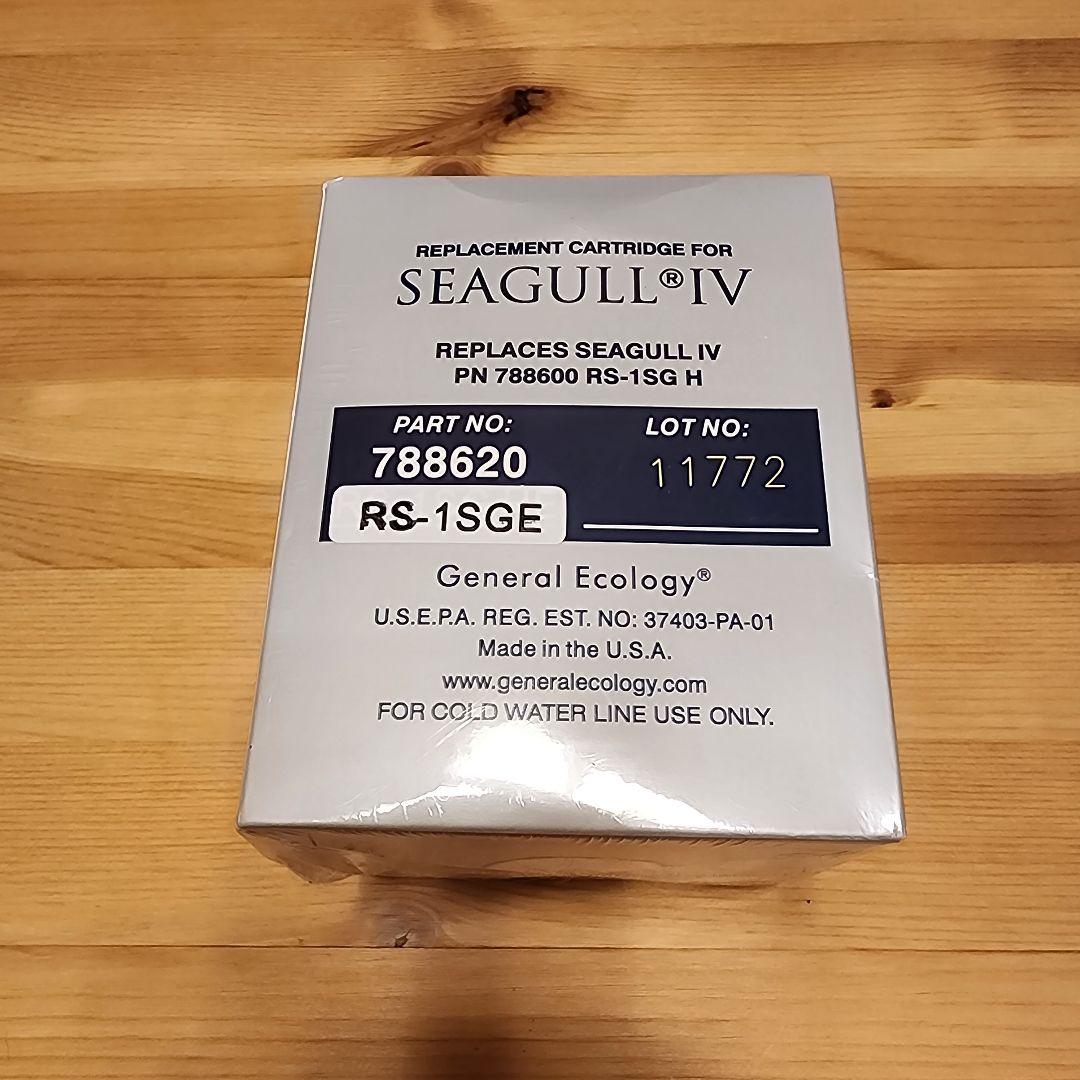 REPLACEMENT CARTRIDGE FOR
SEAGULL® IV
REPLACES SEAGULL IV
PN 788600 RS-1SG H
PART NO:
788620
RS-1SGE
LOT NO:
11772
General Ecology®
U.S.E.P.A. REG. EST. NO: 37403-PA-01
Made in the U.S.A.
www.generalecology.com
FOR COLD WATER LINE USE ONLY.